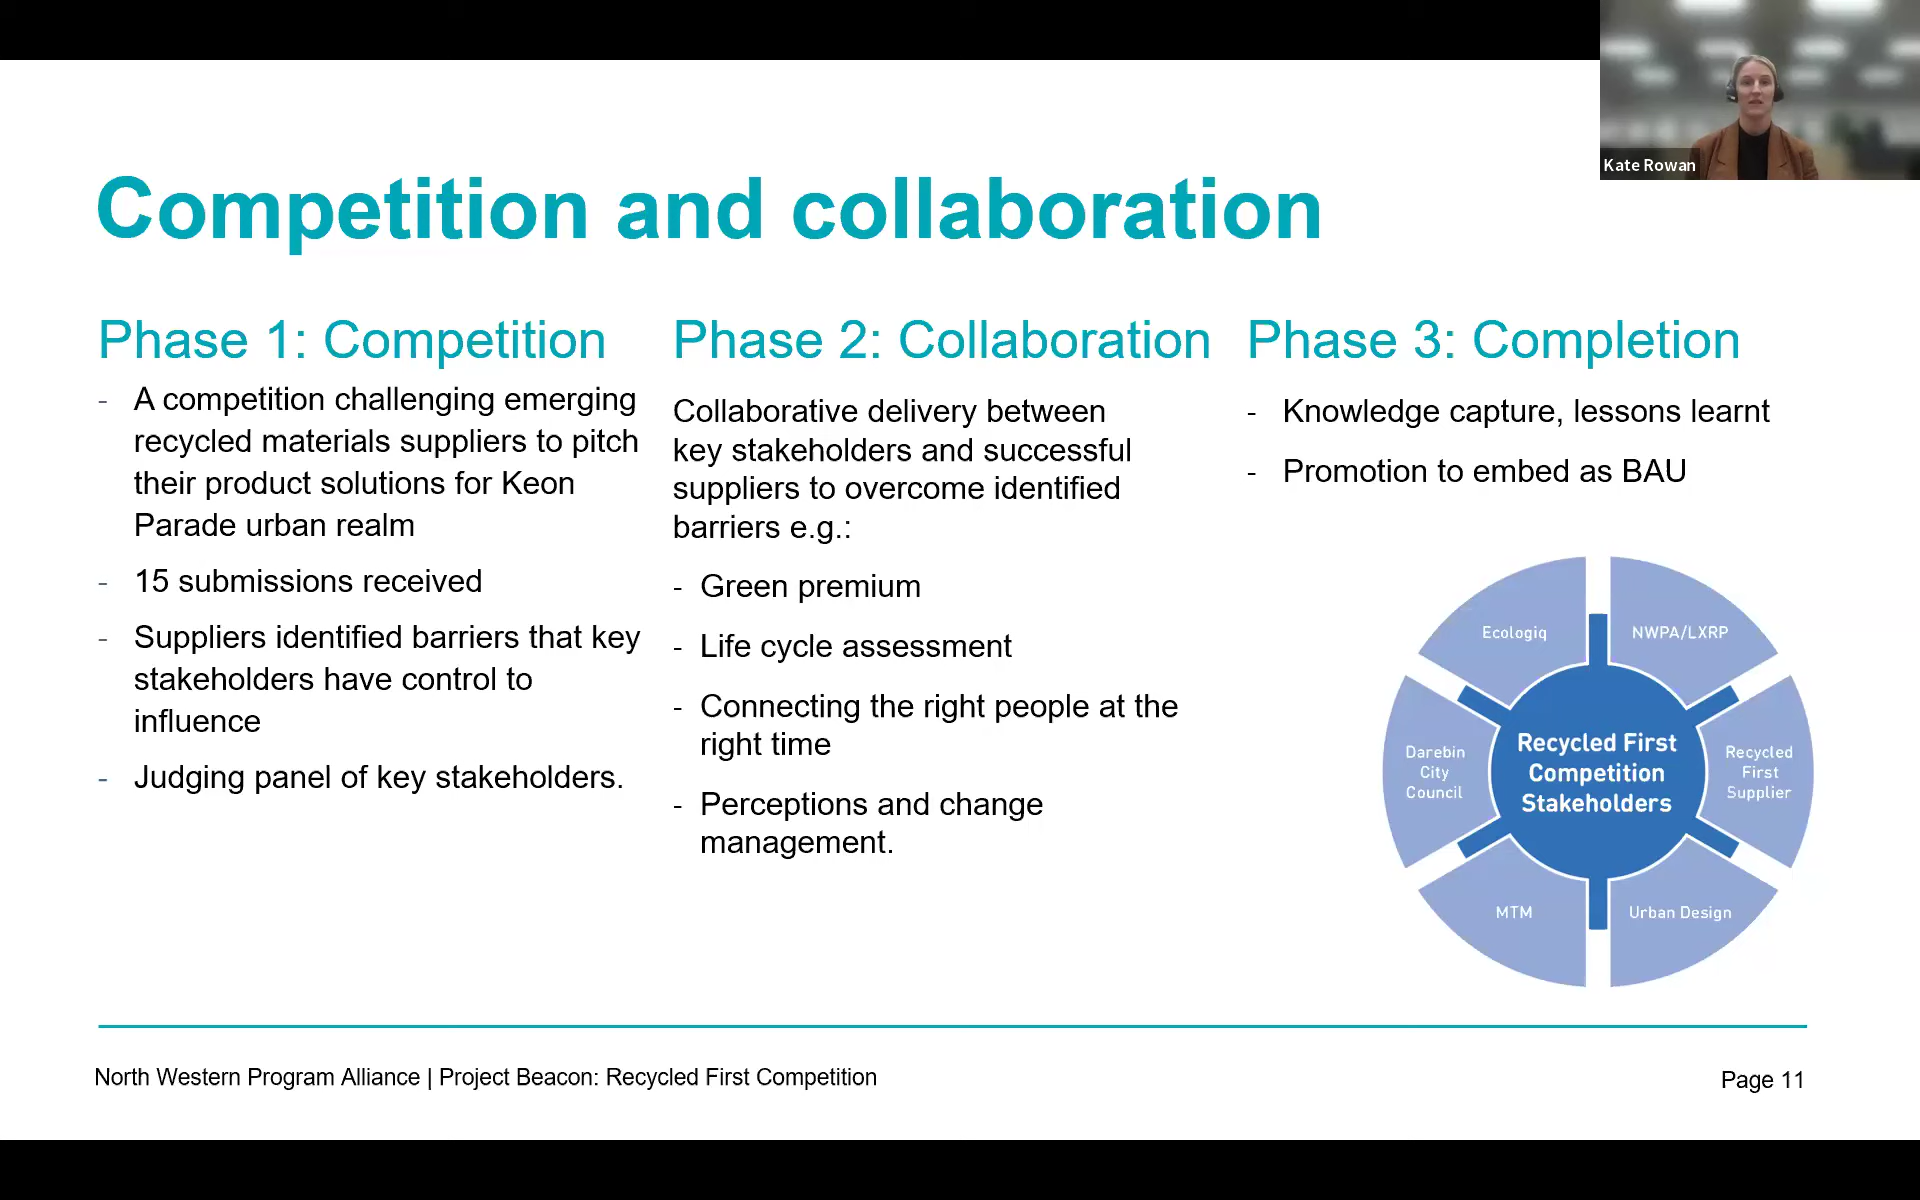 Kate Rowan
Competition and collaboration
Phase 1: Competition
- A competition challenging emerging
recycled materials suppliers to pitch
their product solutions for Keon
Parade urban realm
- 15 submissions received
- Suppliers identified barriers that key
stakeholders have control to
influence
- Judging panel of key stakeholders.
Phase 2: Collaboration
Collaborative delivery between
key stakeholders and successful
suppliers to overcome identified
barriers e.g.:
- Green premium
- Life cycle assessment
- Connecting the right people at the
right time
- Perceptions and change
management.
Phase 3: Completion
- Knowledge capture, lessons learnt
- Promotion to embed as BAU
Ecologiq
NWPA/LXRP
Darebin
City
Council
Recycled First
Competition
Stakeholders
Recycled
First
Supplier
MTM
Urban Design
North Western Program Alliance | Project Beacon: Recycled First Competition
Page 11